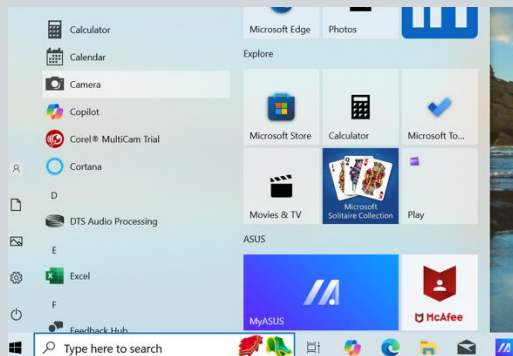 Calculator
Calendar
Camera
Copilot
Corel® MultiCam Trial
Cortana
D
DTS Audio Processing
E
Excel
F
Feedback Hub
Microsoft Edge
Photos
Explore
Microsoft Store
Calculator
Microsoft To...
Movies & TV
Microsoft
Solitaire Collection
Play
ASUS
MyASUS
McAfee
Type here to search